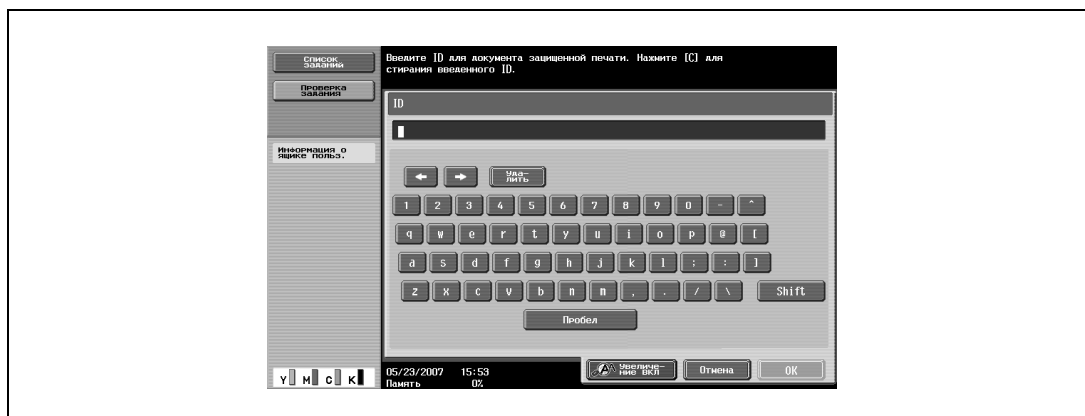 Список
заданий
Введите ID для документа защищенной печати. Нажмите [C] для
стирания введенного ID.
Проверка
задания
ID
Информация о
ящике польз.
← → Уда-
лить
1 2 3 4 5 6 7 8 9 0 - ^
q w e r t y u i o p @ [
a s d f g h j k l ; : ]
z x c v b n m , . / \ Shift
Пробел
Увеличе-
ние ВКЛ
Отмена
OK
Y M C K
05/23/2007 15:53
Память 0%